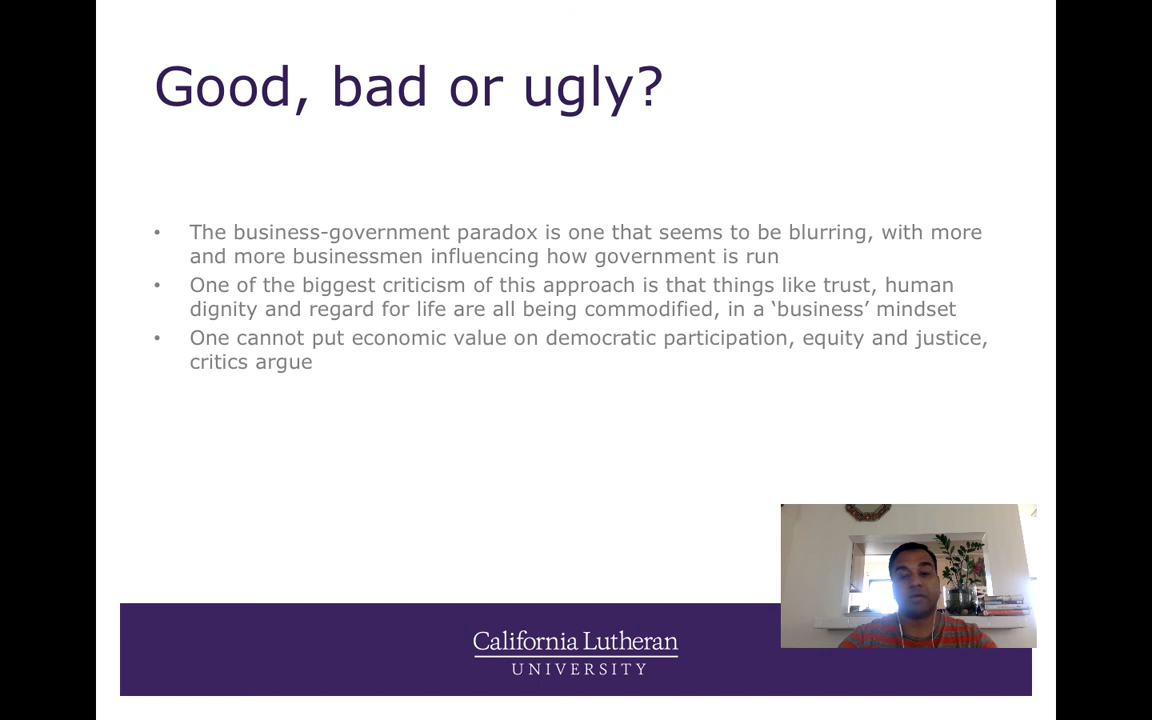 Good, bad or ugly?
• The business-government paradox is one that seems to be blurring, with more
and more businessmen influencing how government is run
• One of the biggest criticism of this approach is that things like trust, human
dignity and regard for life are all being commodified, in a ‘business’ mindset
• One cannot put economic value on democratic participation, equity and justice,
critics argue
California Lutheran
UNIVERSITY